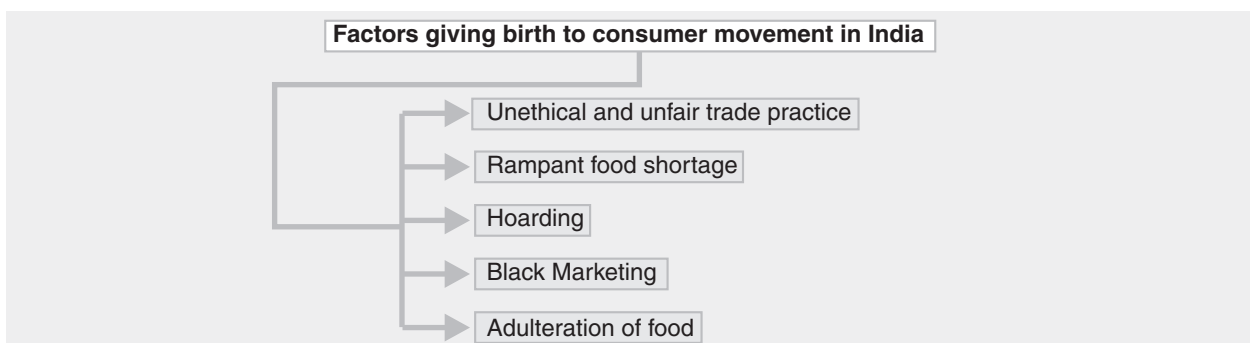 Factors giving birth to consumer movement in India
Unethical and unfair trade practice
Rampant food shortage
Hoarding
Black Marketing
Adulteration of food